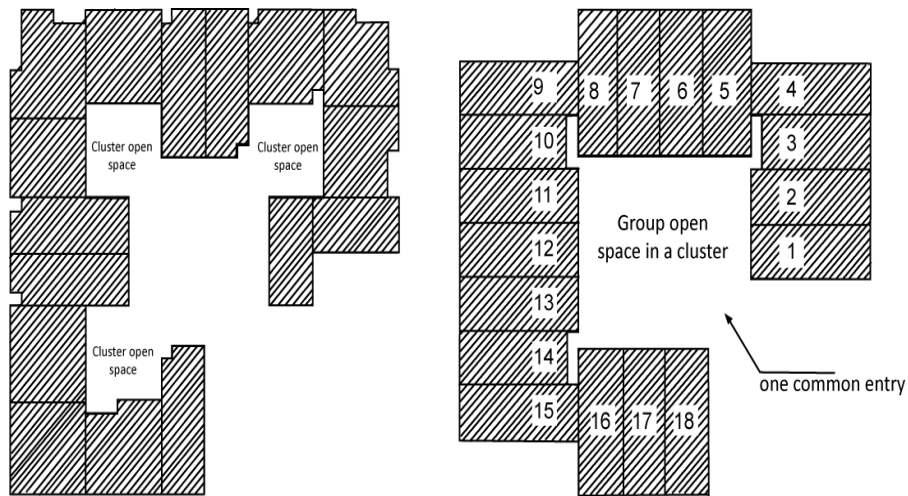 Cluster open
space
Cluster open
space
Cluster open
space
9
8
7
6
5
4
10
3
11
2
12
1
13
14
15
16
17
18
Group open
space in a cluster
one common entry